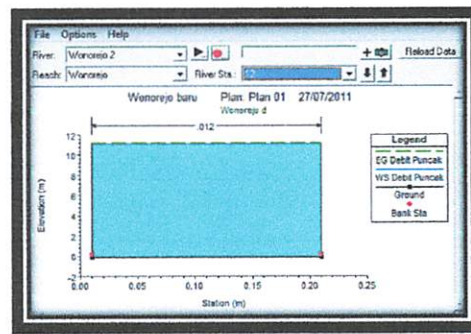 File Options Help
River: Wonorejo 2 Reload Data
Reach: Wonorejo River Sta.:
Wonorejo baru Plan: Plan 01 27/07/2011
Wonorejo d
.012
Legend
EG Debit Puncak
WS Debit Puncak
Ground
Bank Sta
Elevation (m)
12
10
8
6
4
2
0
-2
0.00 0.05 0.10 0.15 0.20 0.25
Station (m)